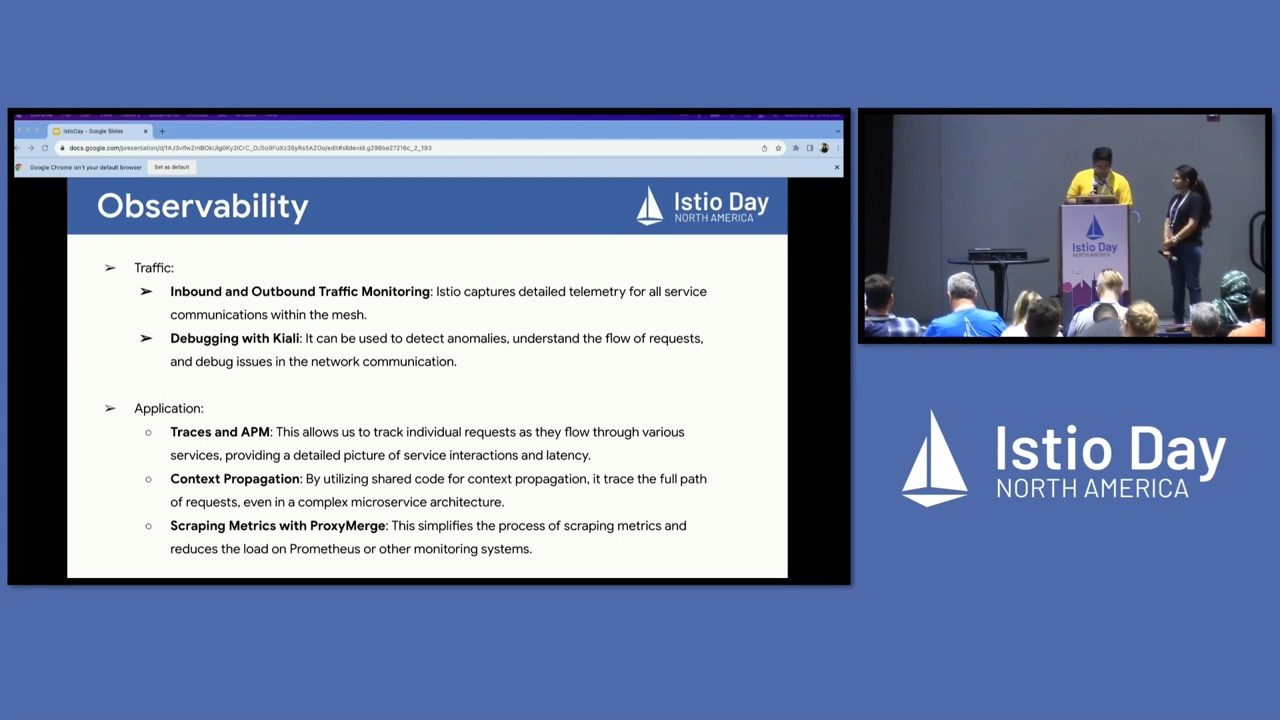 IstioDay - Google Slides
Google Chrome isn't your default browser
Set as default
Observability
Istio Day
NORTH AMERICA
➢ Traffic:
➢ Inbound and Outbound Traffic Monitoring: Istio captures detailed telemetry for all service
communications within the mesh.
➢ Debugging with Kiali: It can be used to detect anomalies, understand the flow of requests,
and debug issues in the network communication.
➢ Application:
○ Traces and APM: This allows us to track individual requests as they flow through various
services, providing a detailed picture of service interactions and latency.
○ Context Propagation: By utilizing shared code for context propagation, it trace the full path
of requests, even in a complex microservice architecture.
○ Scraping Metrics with ProxyMerge: This simplifies the process of scraping metrics and
reduces the load on Prometheus or other monitoring systems.
Istio Day
NORTH AMERICA
Istio Day
NORTH AMERICA